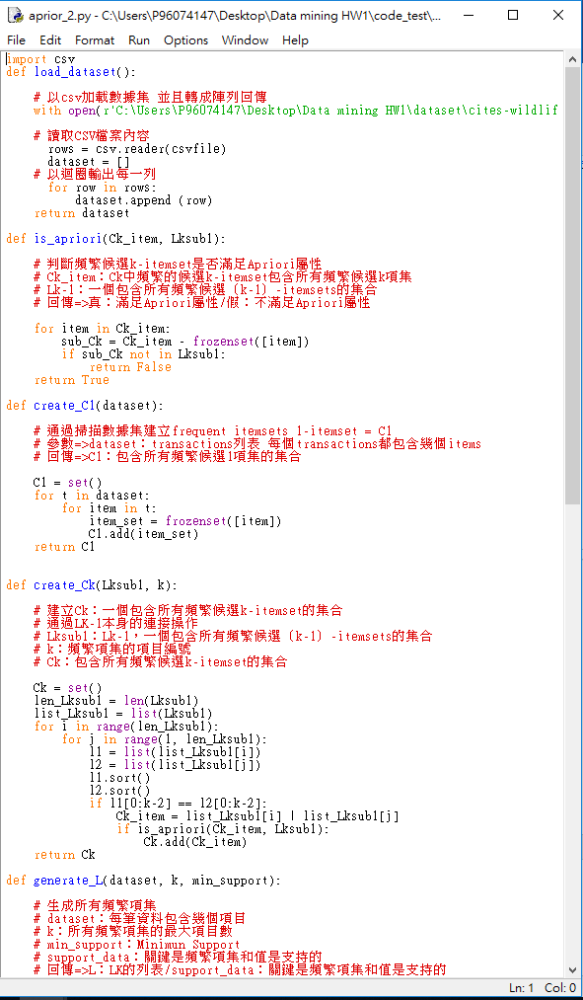 aprior_2.py - C:\Users\P96074147\Desktop\Data mining HW1\code_test\...
File Edit Format Run Options Window Help
import csv
def load_dataset():
# 以csv加載數據集 並且轉成陣列回傳
with open(r'C:\Users\P96074147\Desktop\Data mining HW1\dataset\cites-wildlif
# 讀取CSV檔案內容
rows = csv.reader(csvfile)
dataset = []
# 以迴圈輸出每一列
for row in rows:
dataset.append (row)
return dataset
def is_apriori(Ck_item, Lksub1):
# 判斷頻繁候選k-itemset是否滿足Apriori屬性
# Ck_item：Ck中頻繁的候選k-itemset包含所有頻繁候選k項集
# Lk-1：一個包含所有頻繁候選〔k-1〕-itemsets的集合
# 回傳=>真：滿足Apriori屬性/假：不滿足Apriori屬性
for item in Ck_item:
sub_Ck = Ck_item - frozenset([item])
if sub_Ck not in Lksub1:
return False
return True
def create_C1(dataset):
# 通過掃描數據集建立frequent itemsets 1-itemset = C1
# 參數=>dataset：transactions列表 每個transactions都包含幾個items
# 回傳=>C1：包含所有頻繁候選1項集的集合
C1 = set()
for t in dataset:
for item in t:
item_set = frozenset([item])
C1.add(item_set)
return C1
def create_Ck(Lksub1, k):
# 建立Ck：一個包含所有頻繁候選k-itemset的集合
# 通過LK-1本身的連接操作
# Lksub1：Lk-1，一個包含所有頻繁候選〔k-1〕-itemsets的集合
# k：頻繁項集的項目編號
# Ck：包含所有頻繁候選k-itemset的集合
Ck = set()
len_Lksub1 = len(Lksub1)
list_Lksub1 = list(Lksub1)
for i in range(len_Lksub1):
for j in range(1, len_Lksub1):
l1 = list(list_Lksub1[i])
l2 = list(list_Lksub1[j])
l1.sort()
l2.sort()
if l1[0:k-2] == l2[0:k-2]:
Ck_item = list_Lksub1[i] | list_Lksub1[j]
if is_apriori(Ck_item, Lksub1):
Ck.add(Ck_item)
return Ck
def generate_L(dataset, k, min_support):
# 生成所有頻繁項集
# dataset：每筆資料包含幾個項目
# k：所有頻繁項集的最大項目數
# min_support：Minimun Support
# support_data：關鍵是頻繁項集和值是支持的
# 回傳=>L：LK的列表/support_data：關鍵是頻繁項集和值是支持的
Ln: 1 Col: 0